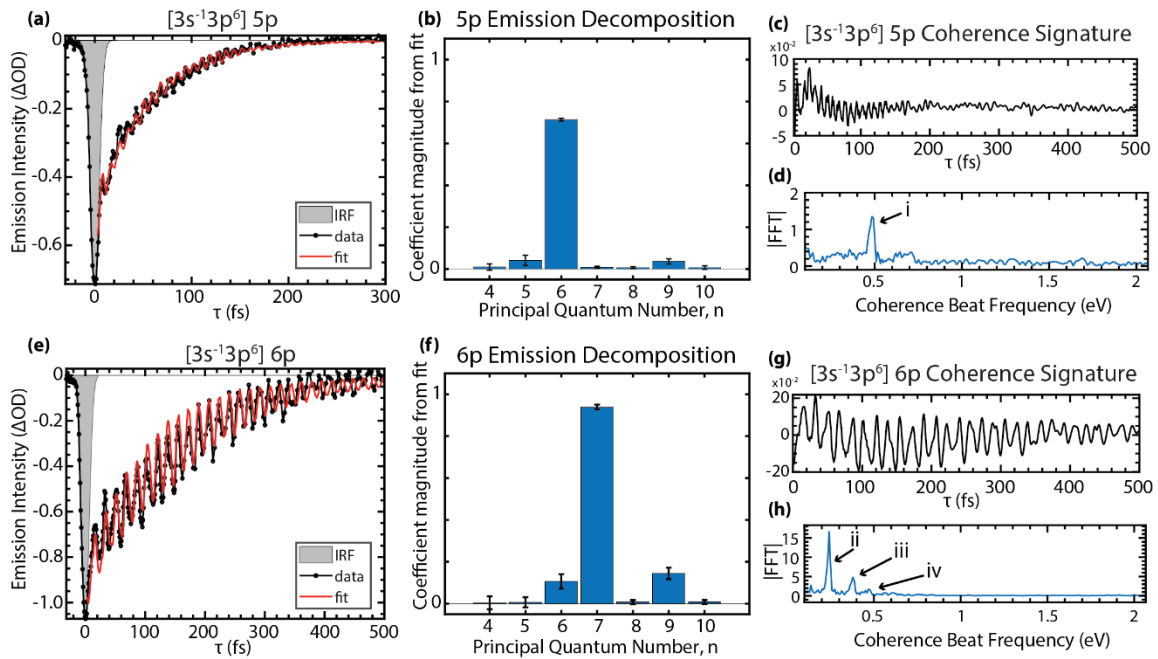 (a) [3s⁻¹3p⁶] 5p
Emission Intensity (ΔOD)
0
-0.2
-0.4
-0.6
IRF
data
fit
0 100 200 300
τ (fs)
(b) 5p Emission Decomposition
Coefficient magnitude from fit
1
0
4 5 6 7 8 9 10
Principal Quantum Number, n
(c) [3s⁻¹3p⁶] 5p Coherence Signature
x10⁻²
10
5
0
-5
0 100 200 300 400 500
τ (fs)
(d)
|FFT|
2
1
0
i
0.5 1 1.5 2
Coherence Beat Frequency (eV)
(e) [3s⁻¹3p⁶] 6p
Emission Intensity (ΔOD)
0
-0.2
-0.4
-0.6
-0.8
-1.0
IRF
data
fit
0 100 200 300 400 500
τ (fs)
(f) 6p Emission Decomposition
Coefficient magnitude from fit
1
0
4 5 6 7 8 9 10
Principal Quantum Number, n
(g) [3s⁻¹3p⁶] 6p Coherence Signature
x10⁻²
20
0
-20
0 100 200 300 400 500
τ (fs)
(h)
|FFT|
15
10
5
0
ii
iii
iv
0.5 1 1.5 2
Coherence Beat Frequency (eV)